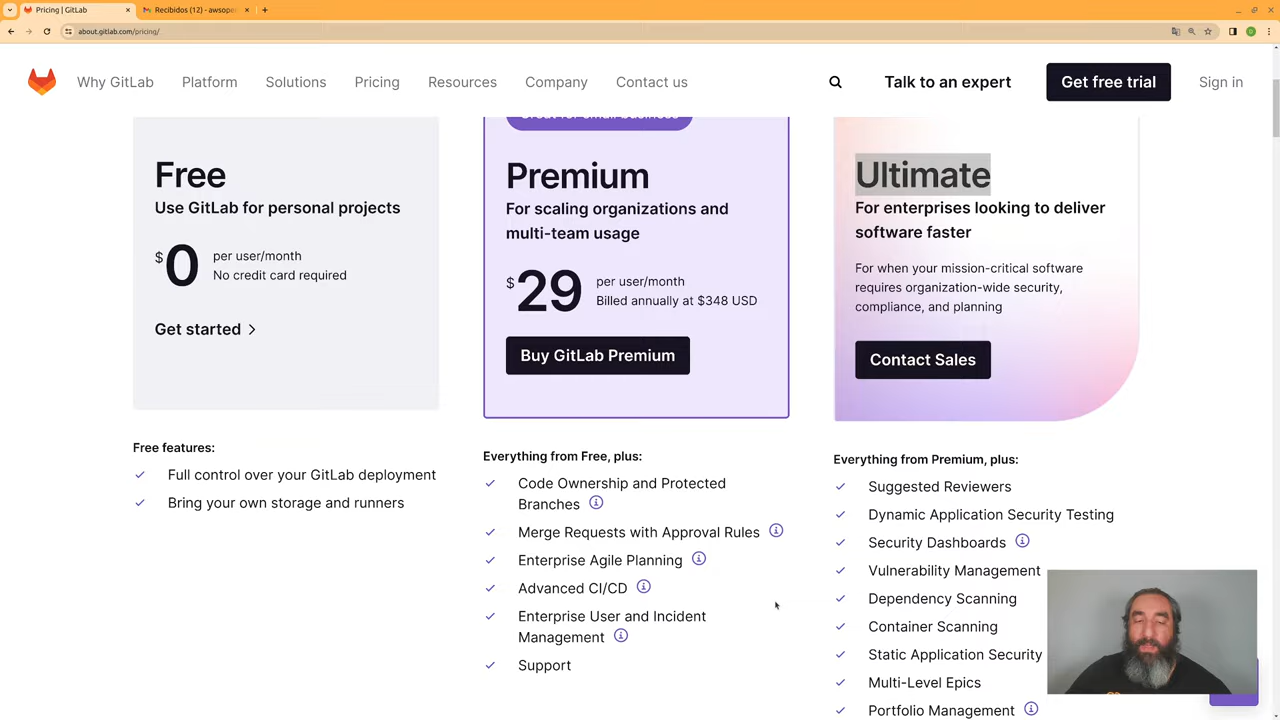 Pricing | GitLab
Recibidos (12) - awsope
about.gitlab.com/pricing/
Why GitLab
Platform
Solutions
Pricing
Resources
Company
Contact us
Talk to an expert
Get free trial
Sign in
Free
Use GitLab for personal projects
$0 per user/month
No credit card required
Get started
Free features:
Full control over your GitLab deployment
Bring your own storage and runners
Great for small business
Premium
For scaling organizations and
multi-team usage
$29 per user/month
Billed annually at $348 USD
Buy GitLab Premium
Everything from Free, plus:
Code Ownership and Protected
Branches
Merge Requests with Approval Rules
Enterprise Agile Planning
Advanced CI/CD
Enterprise User and Incident
Management
Support
Ultimate
For enterprises looking to deliver
software faster
For when your mission-critical software
requires organization-wide security,
compliance, and planning
Contact Sales
Everything from Premium, plus:
Suggested Reviewers
Dynamic Application Security Testing
Security Dashboards
Vulnerability Management
Dependency Scanning
Container Scanning
Static Application Security
Multi-Level Epics
Portfolio Management